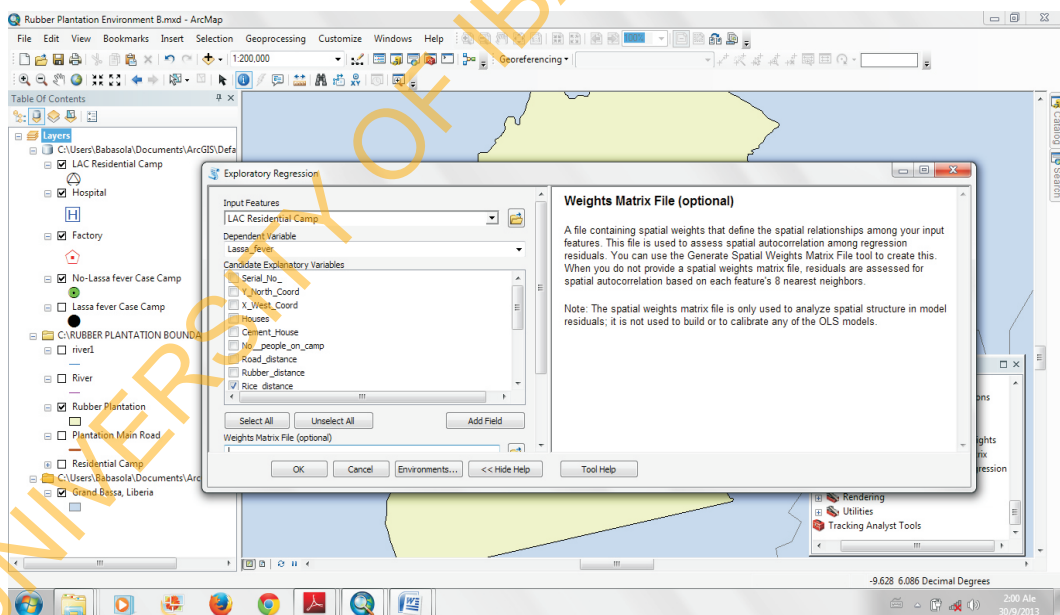 Rubber Plantation Environment B.mxd - ArcMap
File Edit View Bookmarks Insert Selection Geoprocessing Customize Windows Help
100%
1:200,000
Georeferencing
Table Of Contents
Layers
C:\Users\Babasola\Documents\ArcGIS\Defa
LAC Residential Camp
Hospital
H
Factory
No-Lassa fever Case Camp
Lassa fever Case Camp
C:\RUBBER PLANTATION BOUNDA
river1
River
Rubber Plantation
Plantation Main Road
Residential Camp
C:\Users\Babasola\Documents\Arc
Grand Bassa, Liberia
Exploratory Regression
Input Features
LAC Residential Camp
Dependent Variable
Lassa_fever
Candidate Explanatory Variables
Serial_No_
Y_North_Coord
X_West_Coord
Houses
Cement_House
No__people_on_camp
Road_distance
Rubber_distance
Rice_distance
Select All Unselect All Add Field
Weights Matrix File (optional)
OK Cancel Environments... << Hide Help Tool Help
Weights Matrix File (optional)
A file containing spatial weights that define the spatial relationships among your input
features. This file is used to assess spatial autocorrelation among regression
residuals. You can use the Generate Spatial Weights Matrix File tool to create this.
When you do not provide a spatial weights matrix file, residuals are assessed for
spatial autocorrelation based on each feature's 8 nearest neighbors.
Note: The spatial weights matrix file is only used to analyze spatial structure in model
residuals; it is not used to build or to calibrate any of the OLS models.
Catalog
Search
ons
ights
rix
ression
Rendering
Utilities
Tracking Analyst Tools
-9.628 6.086 Decimal Degrees
2:00 Ale
30/9/2013
UNIVERSITY OF IBA